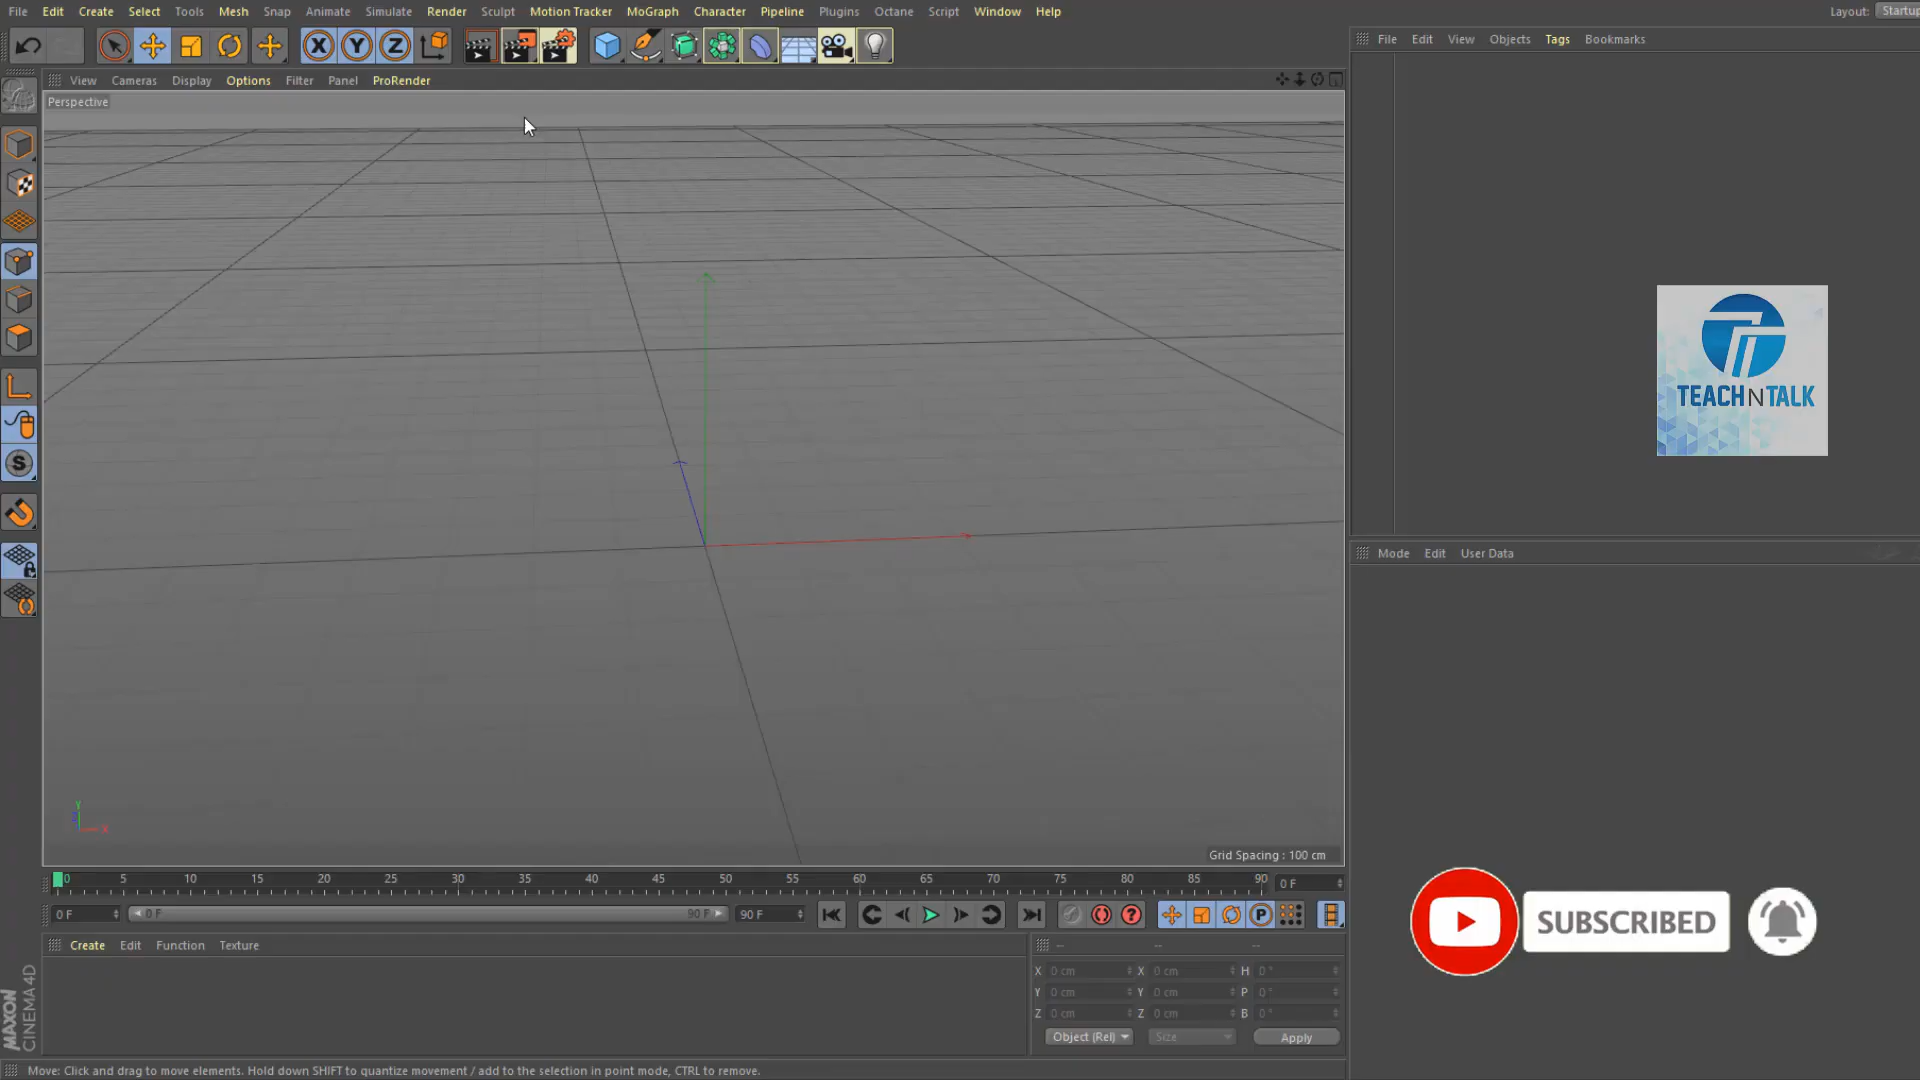 File Edit Create Select Tools Mesh Snap Animate Simulate Render Sculpt Motion Tracker MoGraph Character Pipeline Plugins Octane Script Window Help
Layout: Startup
X Y Z
File Edit View Objects Tags Bookmarks
View Cameras Display Options Filter Panel ProRender
Perspective
TEACHNTALK
S
Mode Edit User Data
Y
Z
X
Grid Spacing : 100 cm
0 5 10 15 20 25 30 35 40 45 50 55 60 65 70 75 80 85 90
0 F
0 F
0 F
90 F
90 F
P
SUBSCRIBED
Create Edit Function Texture
-- -- --
X 0 cm X 0 cm H 0 °
Y 0 cm Y 0 cm P 0 °
Z 0 cm Z 0 cm B 0 °
Object (Rel) Size Apply
MAXON
CINEMA4D
Move: Click and drag to move elements. Hold down SHIFT to quantize movement / add to the selection in point mode, CTRL to remove.